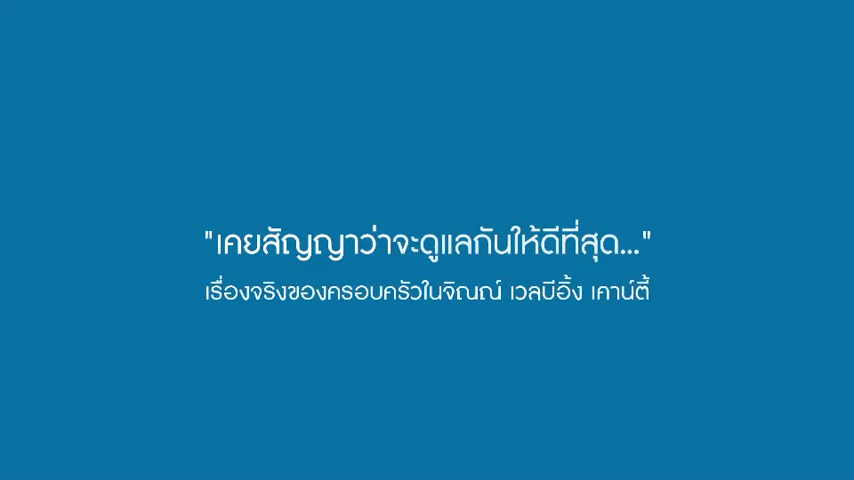 "เคยสัญญาว่าจะดูแลกันให้ดีที่สุด..."
เรื่องจริงของครอบครัวในจิณณ์ เวลบีอิ้ง เคาน์ตี้